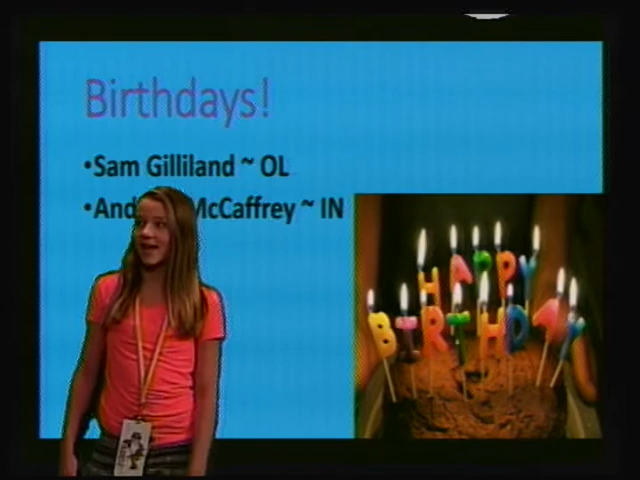 Birthdays!
•Sam Gilliland ~ OL
•And McCaffrey ~ IN
HAPPY
BIRTHDAY